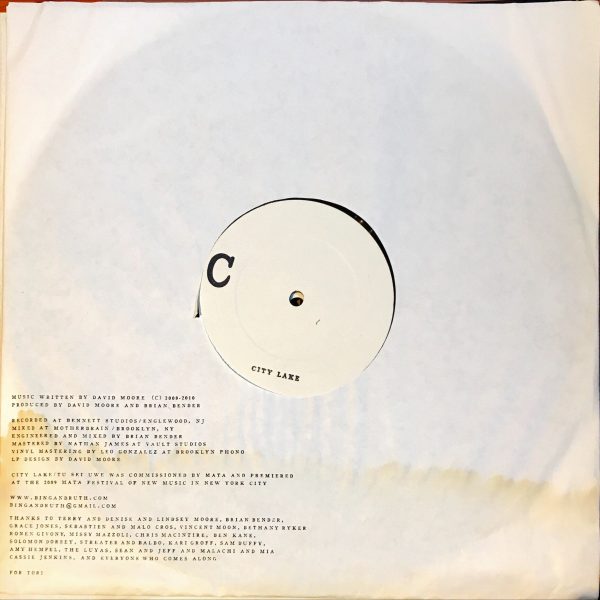 C
CITY LAKE
MUSIC WRITTEN BY DAVID MOORE (C) 2009-2010
PRODUCED BY DAVID MOORE AND BRIAN BENDER
RECORDED AT BENNETT STUDIOS/ENGLEWOOD, NJ
MIXED AT MOTHERBRAIN/BROOKLYN, NY
ENGINEERED AND MIXED BY BRIAN BENDER
MASTERED BY NATHAN JAMES AT VAULT STUDIOS
VINYL MASTERING BY LEO GONZALEZ AT BROOKLYN PHONO
LP DESIGN BY DAVID MOORE
CITY LAKE/TU SEI UWE WAS COMMISSIONED BY MATA AND PREMIERED
AT THE 2009 MATA FESTIVAL OF NEW MUSIC IN NEW YORK CITY
WWW.BINGANDRUTH.COM
BINGANDRUTH@GMAIL.COM
THANKS TO TERRY AND DENISE AND LINDSEY MOORE, BRIAN BENDER,
GRACE JONES, SEBASTIEN AND MALO CROS, VINCENT MOON, BETHANY RYKER
RONEN GIVONY, MISSY MAZZOLI, CHRIS MACINTIRE, BEN KANE,
SOLOMON DORSEY, STREATER AND BALDO, KARI GROFF, SAM DUFFY,
AMY HEMPEL, THE LUXAS, SEAN AND JEFF AND MALACHI AND MIA
CASSIE JENKINS, AND EVERYONE WHO COMES ALONG
FOR TORI